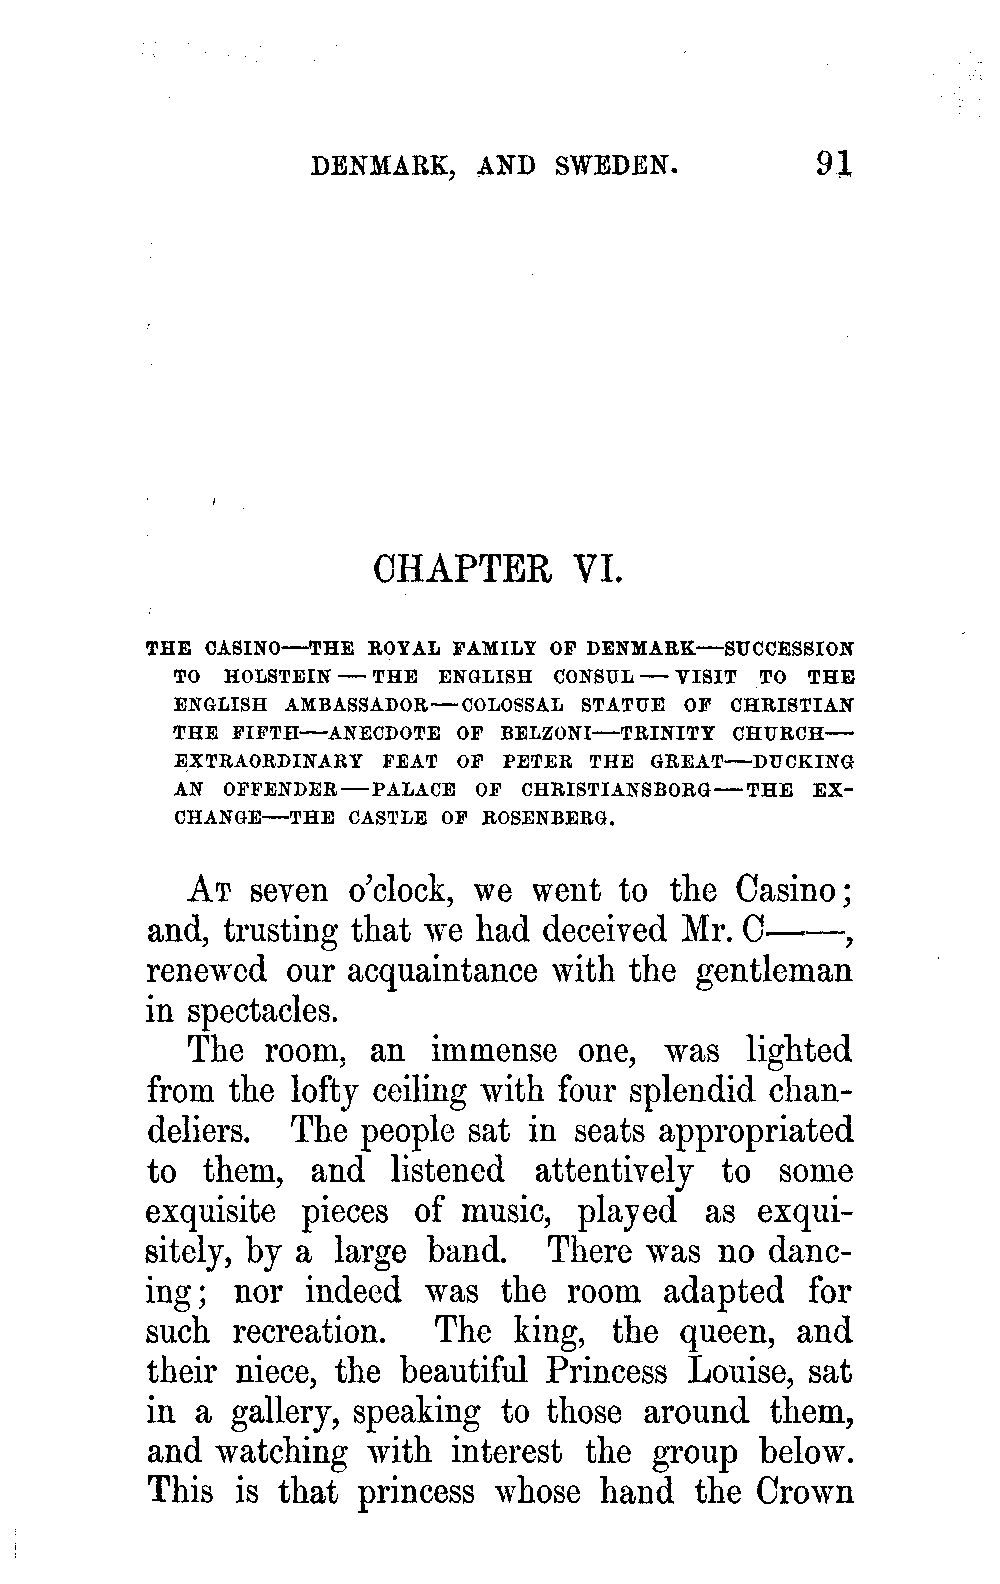 DENMARK, AND SWEDEN. 91
CHAPTER VI.
THE CASINO—THE ROYAL FAMILY OF DENMARK—SUCCESSION
TO HOLSTEIN — THE ENGLISH CONSUL — VISIT TO THE
ENGLISH AMBASSADOR—COLOSSAL STATUE OF CHRISTIAN
THE FIFTH—ANECDOTE OF BELZONI—TRINITY CHURCH—
EXTRAORDINARY FEAT OF PETER THE GREAT—DUCKING
AN OFFENDER—PALACE OF CHRISTIANSBORG—THE EX-
CHANGE—THE CASTLE OF ROSENBERG.
AT seven o'clock, we went to the Casino;
and, trusting that we had deceived Mr. C——,
renewed our acquaintance with the gentleman
in spectacles.
The room, an immense one, was lighted
from the lofty ceiling with four splendid chan-
deliers. The people sat in seats appropriated
to them, and listened attentively to some
exquisite pieces of music, played as exqui-
sitely, by a large band. There was no danc-
ing; nor indeed was the room adapted for
such recreation. The king, the queen, and
their niece, the beautiful Princess Louise, sat
in a gallery, speaking to those around them,
and watching with interest the group below.
This is that princess whose hand the Crown